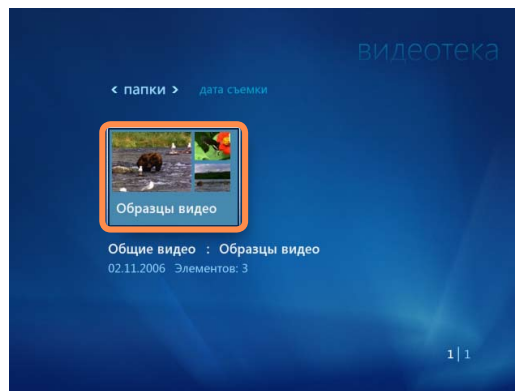 видеотека
< папки > дата съемки
Образцы видео
Общие видео : Образцы видео
02.11.2006 Элементов: 3
1 | 1